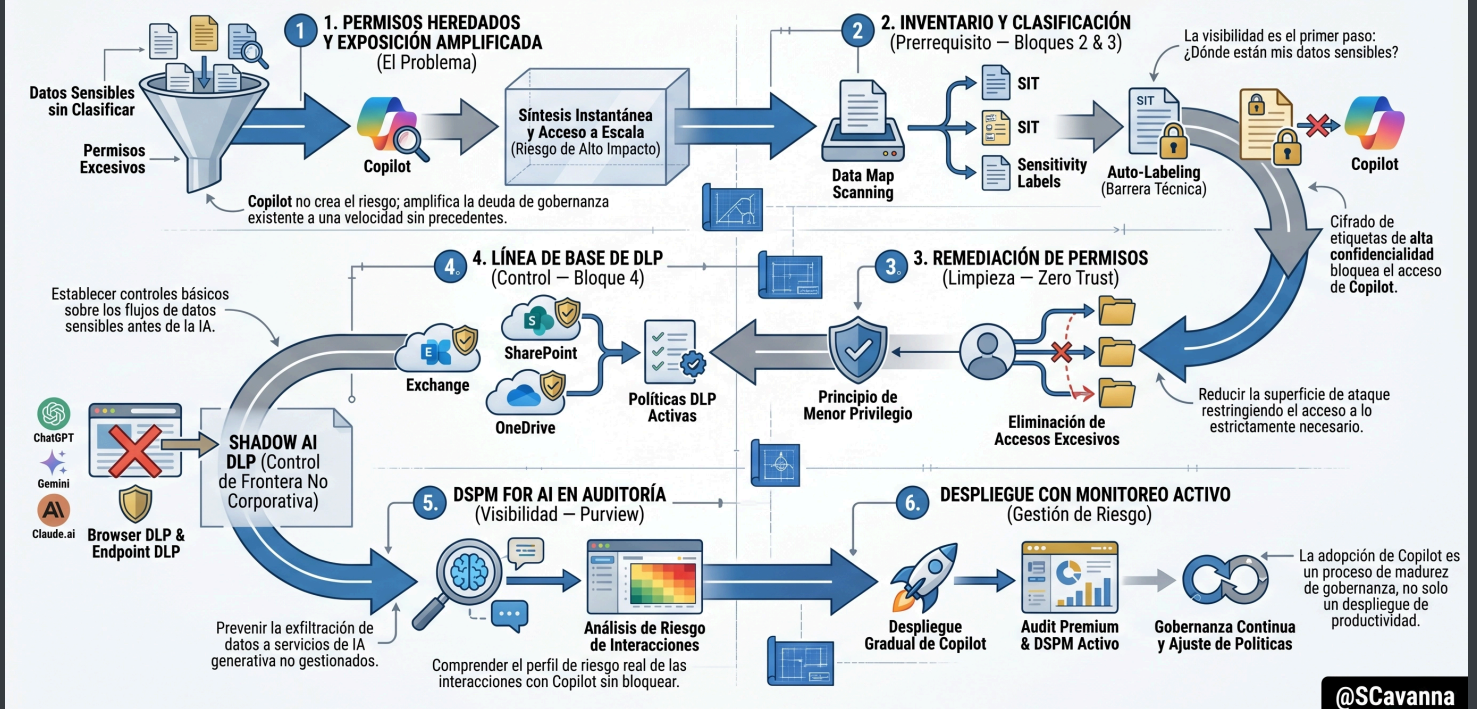 1
1. PERMISOS HEREDADOS
Y EXPOSICIÓN AMPLIFICADA
(El Problema)
Datos Sensibles
sin Clasificar
Permisos
Excesivos
Copilot
Síntesis Instantánea
y Acceso a Escala
(Riesgo de Alto Impacto)
Copilot no crea el riesgo; amplifica la deuda de gobernanza
existente a una velocidad sin precedentes.
2
2. INVENTARIO Y CLASIFICACIÓN
(Prerrequisito — Bloques 2 & 3)
La visibilidad es el primer paso:
¿Dónde están mis datos sensibles?
Data Map
Scanning
SIT
SIT
Sensitivity
Labels
SIT
Auto-Labeling
(Barrera Técnica)
Copilot
Cifrado de
etiquetas de alta
confidencialidad
bloquea el acceso
de Copilot.
3.
3. REMEDIACIÓN DE PERMISOS
(Limpieza — Zero Trust)
Principio de
Menor Privilegio
Eliminación de
Accesos Excesivos
Reducir la superficie de ataque
restringiendo el acceso a lo
estrictamente necesario.
4.
4. LÍNEA DE BASE DE DLP
(Control — Bloque 4)
Establecer controles básicos
sobre los flujos de datos
sensibles antes de la IA.
E
Exchange
S
SharePoint
OneDrive
Políticas DLP
Activas
ChatGPT
Gemini
Claude.ai
Browser DLP &
Endpoint DLP
SHADOW AI
DLP (Control
de Frontera No
Corporativa)
Prevenir la exfiltración de
datos a servicios de IA
generativa no gestionados.
5.
5. DSPM FOR AI EN AUDITORÍA
(Visibilidad — Purview)
Análisis de Riesgo
de Interacciones
Comprender el perfil de riesgo real de las
interacciones con Copilot sin bloquear.
6.
6. DESPLIEGUE CON MONITOREO ACTIVO
(Gestión de Riesgo)
Despliegue
Gradual de Copilot
Audit Premium
& DSPM Activo
Gobernanza Continua
y Ajuste de Politicas
La adopción de Copilot es
un proceso de madurez
de gobernanza, no solo
un despliegue de
productividad.
@SCavanna